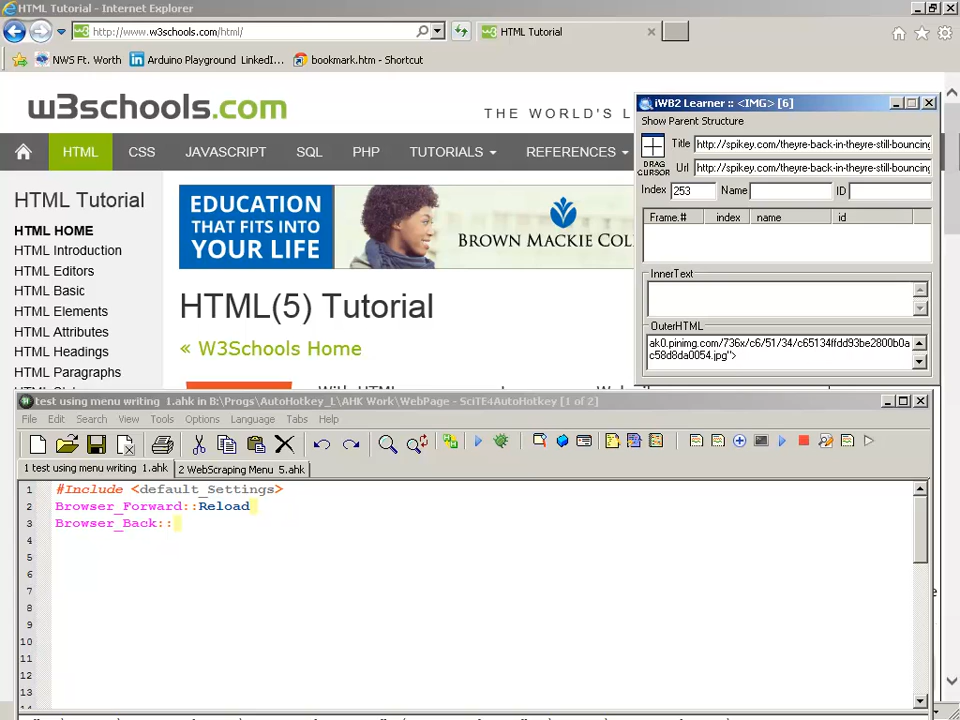 HTML Tutorial - Internet Explorer
http://www.w3schools.com/html/
HTML Tutorial
NWS Ft. Worth
Arduino Playground
LinkedI...
bookmark.htm - Shortcut
w3schools.com
THE WORLD'S L
HTML
CSS
JAVASCRIPT
SQL
PHP
TUTORIALS
REFERENCES
HTML Tutorial
HTML HOME
HTML Introduction
HTML Editors
HTML Basic
HTML Elements
HTML Attributes
HTML Headings
HTML Paragraphs
EDUCATION
THAT FITS INTO
YOUR LIFE
BROWN MACKIE COL
HTML(5) Tutorial
« W3Schools Home
iWB2 Learner :: <IMG> [6]
Show Parent Structure
DRAG
CURSOR
Title
http://spikey.com/theyre-back-in-theyre-still-bouncing
Url
http://spikey.com/theyre-back-in-theyre-still-bouncing
Index
253
Name
ID
Frame.#
index
name
id
InnerText
OuterHTML
ak0.pinimg.com/736x/c6/51/34/c65134ffdd93be2800b0a
c58d8da0054.jpg">
test using menu writing 1.ahk in B:\Progs\AutoHotkey_L\AHK Work\WebPage - SciTE4AutoHotkey [1 of 2]
File Edit Search View Tools Options Language Tabs Help
1 test using menu writing 1.ahk
2 WebScraping Menu 5.ahk
1 #Include <default_Settings>
2 Browser_Forward::Reload
3 Browser_Back::
4
5
6
7
8
9
10
11
12
13